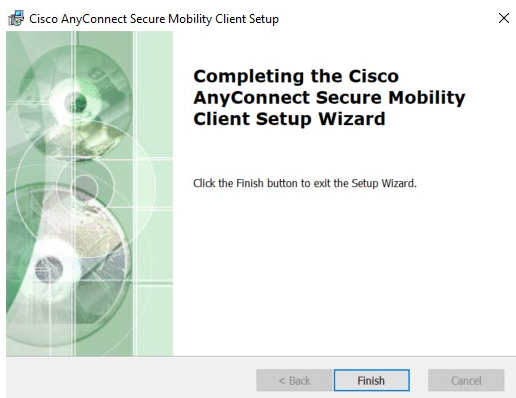 Cisco AnyConnect Secure Mobility Client Setup
Completing the Cisco
AnyConnect Secure Mobility
Client Setup Wizard
Click the Finish button to exit the Setup Wizard.
< Back
Finish
Cancel